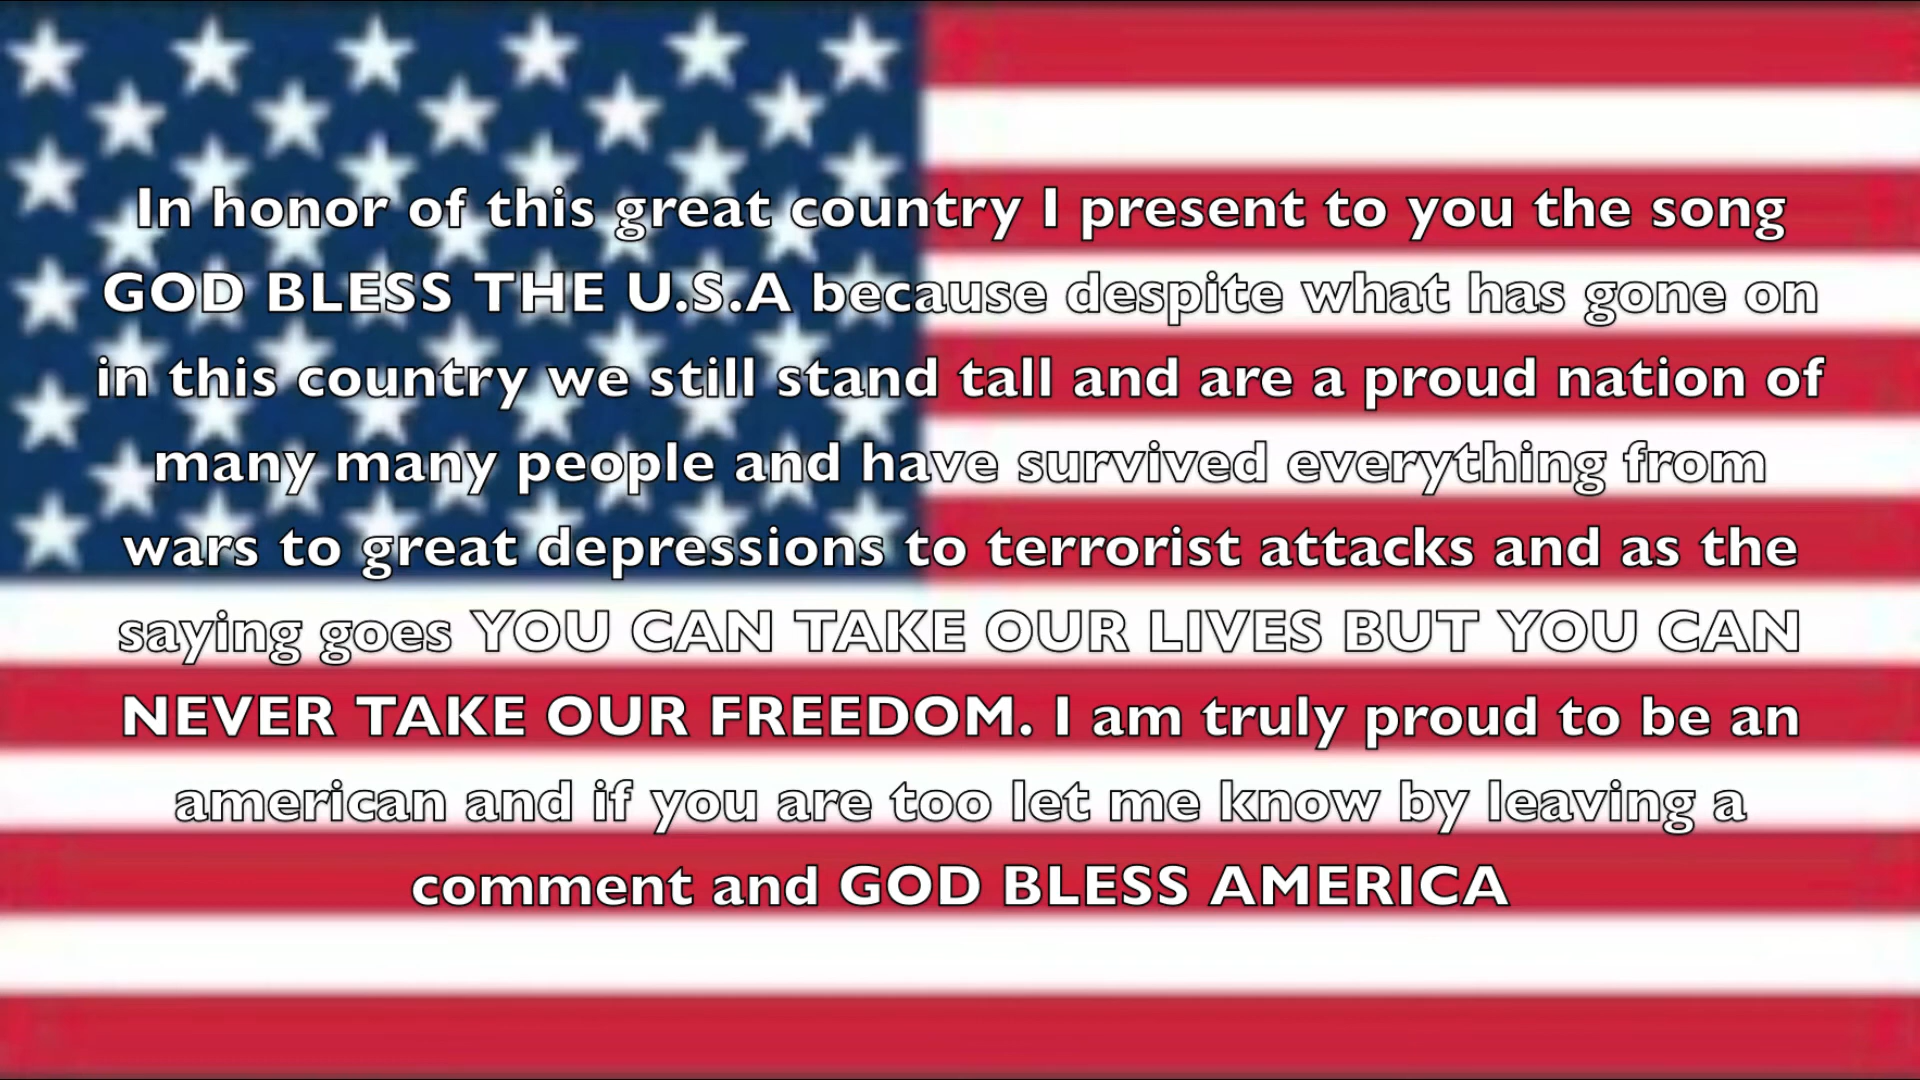 In honor of this great country I present to you the song
GOD BLESS THE U.S.A because despite what has gone on
in this country we still stand tall and are a proud nation of
many many people and have survived everything from
wars to great depressions to terrorist attacks and as the
saying goes YOU CAN TAKE OUR LIVES BUT YOU CAN
NEVER TAKE OUR FREEDOM. I am truly proud to be an
american and if you are too let me know by leaving a
comment and GOD BLESS AMERICA